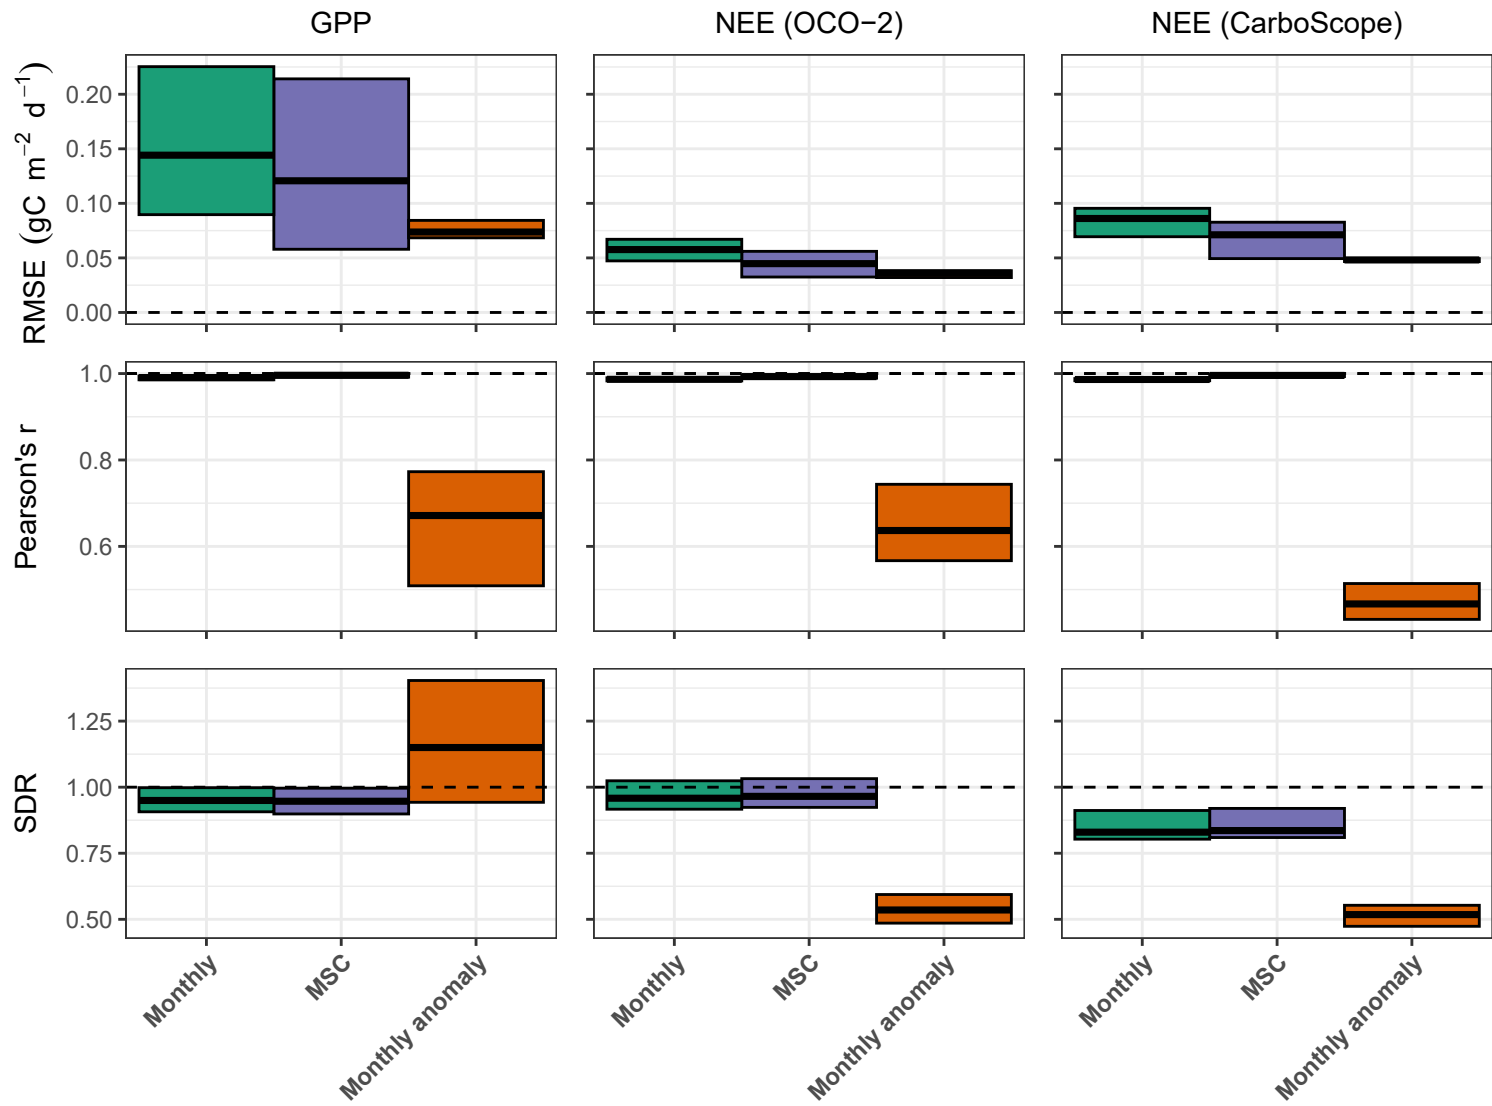 GPP
NEE (OCO−2)
NEE (CarboScope)
RMSE (gC m⁻² d⁻¹)
0.20
0.15
0.10
0.05
0.00
Pearson's r
1.0
0.8
0.6
SDR
1.25
1.00
0.75
0.50
Monthly
MSC
Monthly anomaly
Monthly
MSC
Monthly anomaly
Monthly
MSC
Monthly anomaly